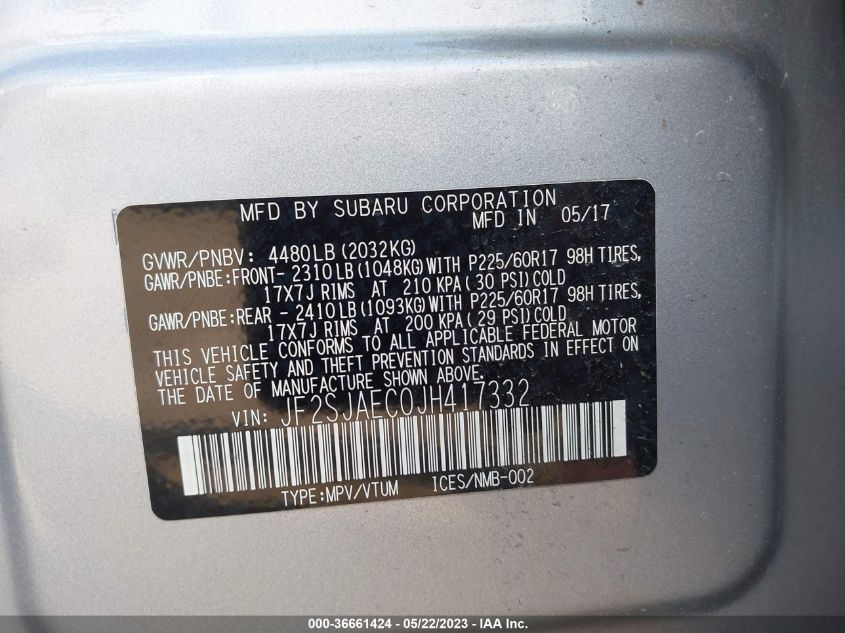 MFD BY SUBARU CORPORATION
MFD IN 05/17
GVWR/PNBV: 4480LB (2032KG)
GAWR/PNBE:FRONT- 2310LB (1048KG) WITH P225/60R17 98H TIRES,
17X7J RIMS AT 210 KPA ( 30 PSI) COLD
GAWR/PNBE:REAR - 2410LB (1093KG) WITH P225/60R17 98H TIRES,
17X7J RIMS AT 200 KPA ( 29 PSI) COLD
THIS VEHICLE CONFORMS TO ALL APPLICABLE FEDERAL MOTOR
VEHICLE SAFETY AND THEFT PREVENTION STANDARDS IN EFFECT ON
THE DATE OF MANUFACTURE SHOWN ABOVE.
VIN: JF2SJAEC0JH417332
TYPE:MPV/VTUM ICES/NMB-002
000-36661424 - 05/22/2023 - IAA Inc.